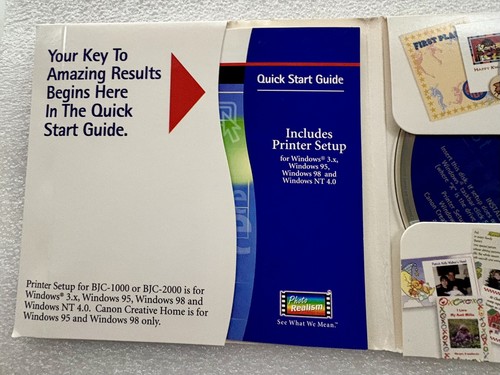 Your Key To
Amazing Results
Begins Here
In The Quick
Start Guide.
Printer Setup for BJC-1000 or BJC-2000 is for
Windows® 3.x, Windows 95, Windows 98 and
Windows NT 4.0. Canon Creative Home is for
Windows 95 and Windows 98 only.
Quick Start Guide
Includes
Printer Setup
for Windows® 3.x,
Windows 95,
Windows 98 and
Windows NT 4.0
Photo
Realism
See What We Mean.™
FIRST PLA
HAPPY